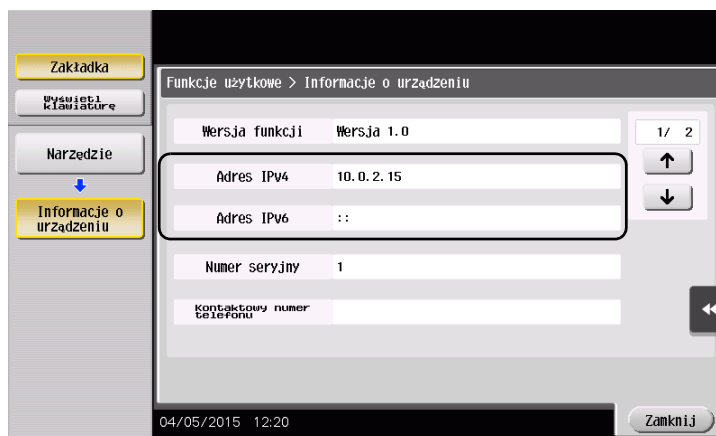 Zakładka
Wyświetl
klawiaturę
Narzędzie
Informacje o
urządzeniu
Funkcje użytkowe > Informacje o urządzeniu
Wersja funkcji Wersja 1.0
1/ 2
Adres IPv4 10.0.2.15
Adres IPv6 ::
Numer seryjny 1
Kontaktowy numer
telefonu
04/05/2015 12:20
Zamknij